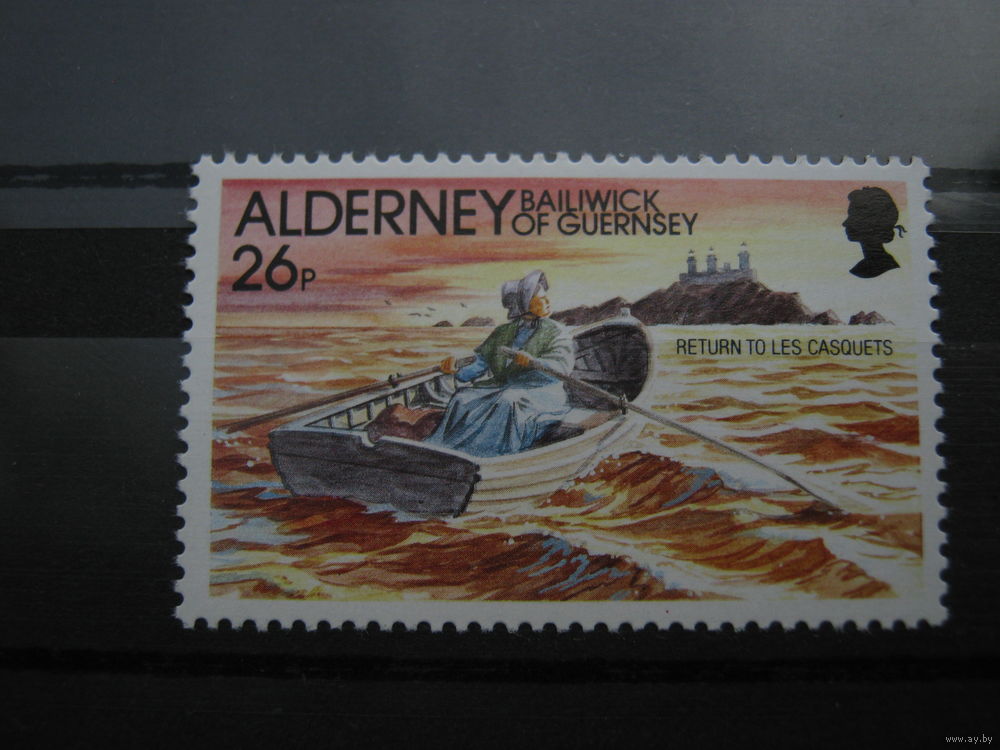 ALDERNEY BAILIWICK
OF GUERNSEY
26P
RETURN TO LES CASQUETS
www.ay.by